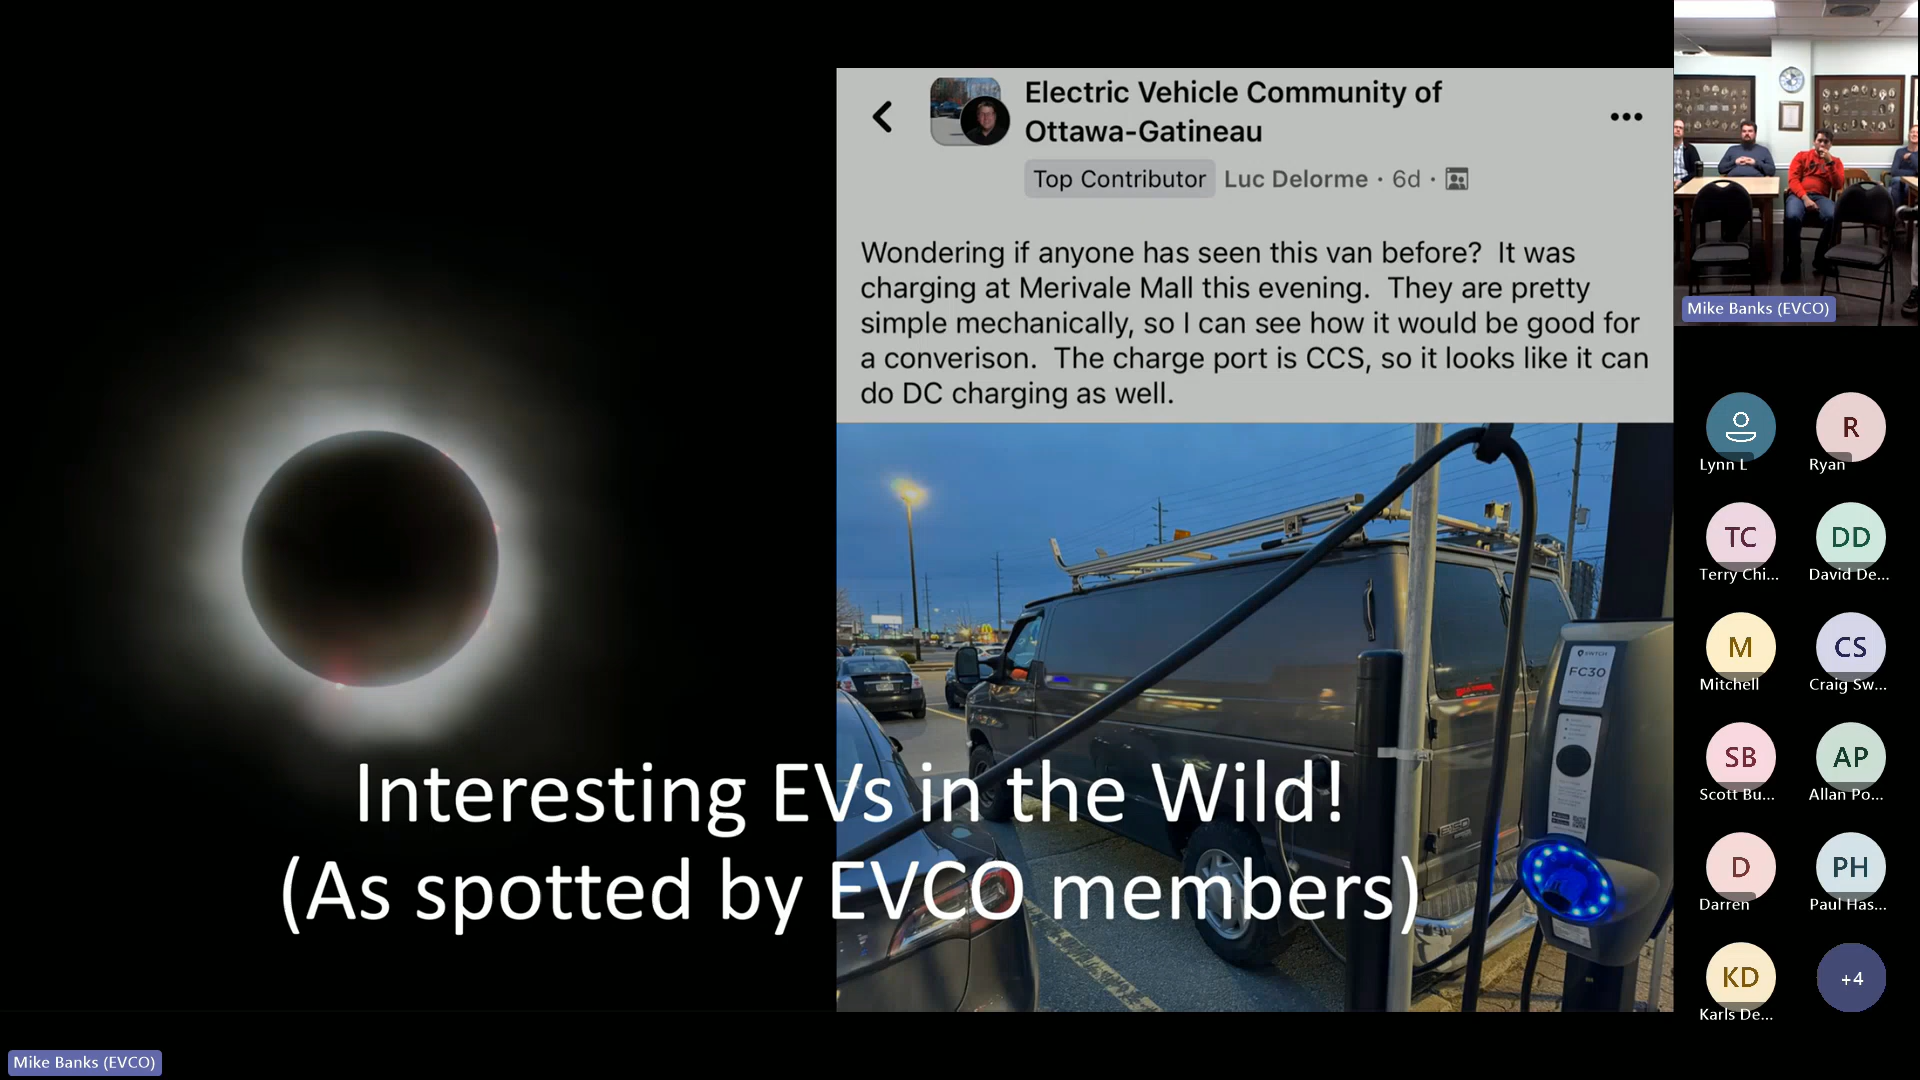 Electric Vehicle Community of
Ottawa-Gatineau
Top Contributor Luc Delorme · 6d ·
Wondering if anyone has seen this van before? It was
charging at Merivale Mall this evening. They are pretty
simple mechanically, so I can see how it would be good for
a converison. The charge port is CCS, so it looks like it can
do DC charging as well.
SWTCH
FC30
E150
Interesting EVs in the Wild!
(As spotted by EVCO members)
Mike Banks (EVCO)
Mike Banks (EVCO)
Lynn L
R
Ryan
TC
Terry Chi...
DD
David De...
M
Mitchell
CS
Craig Sw...
SB
Scott Bu...
AP
Allan Po...
D
Darren
PH
Paul Has...
KD
Karls De...
+4